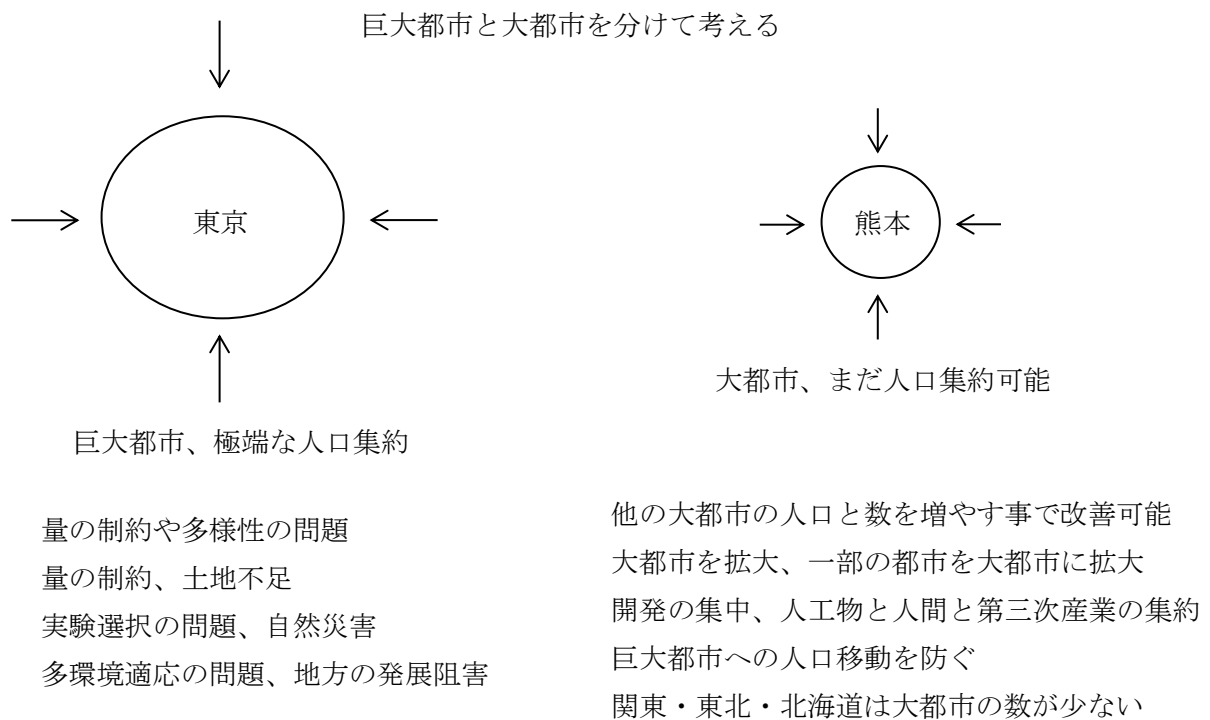 巨大都市と大都市を分けて考える
東京
熊本
大都市、まだ人口集約可能
巨大都市、極端な人口集約
量の制約や多様性の問題
量の制約、土地不足
実験選択の問題、自然災害
多環境適応の問題、地方の発展阻害
他の大都市の人口と数を増やす事で改善可能
大都市を拡大、一部の都市を大都市に拡大
開発の集中、人工物と人間と第三次産業の集約
巨大都市への人口移動を防ぐ
関東・東北・北海道は大都市の数が少ない